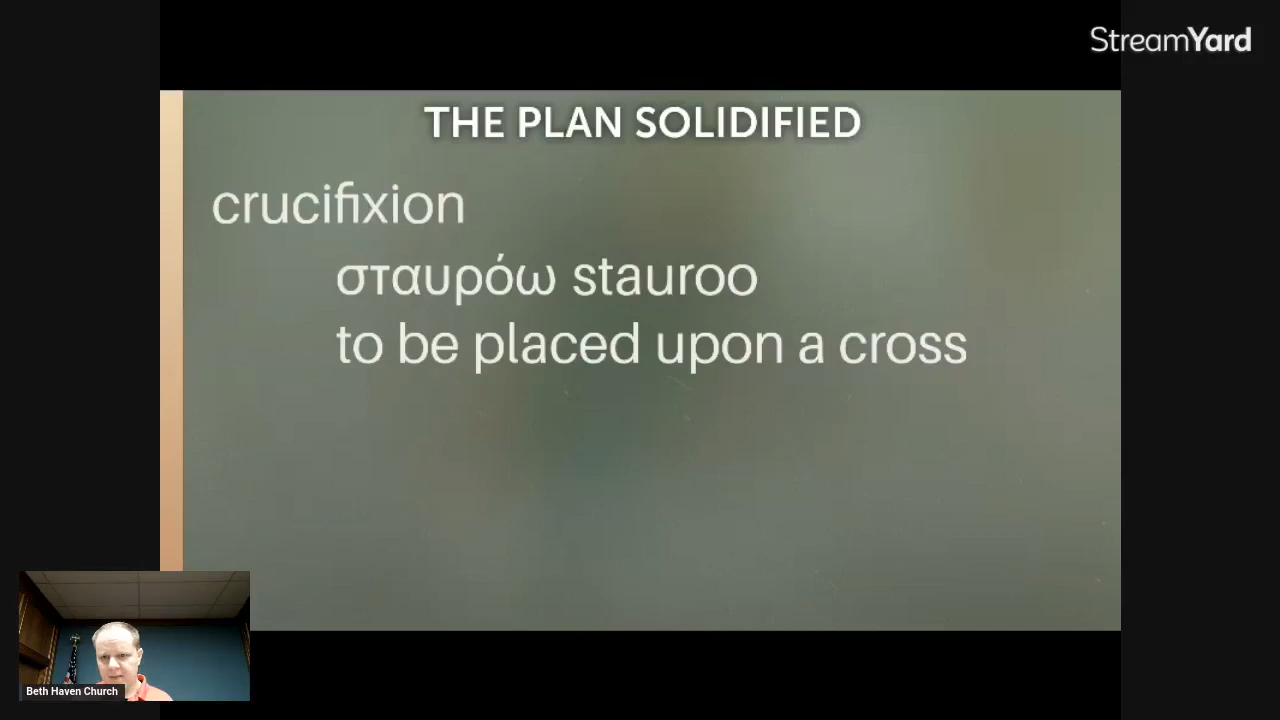 StreamYard
THE PLAN SOLIDIFIED
crucifixion
σταυρόω stauroo
to be placed upon a cross
Beth Haven Church